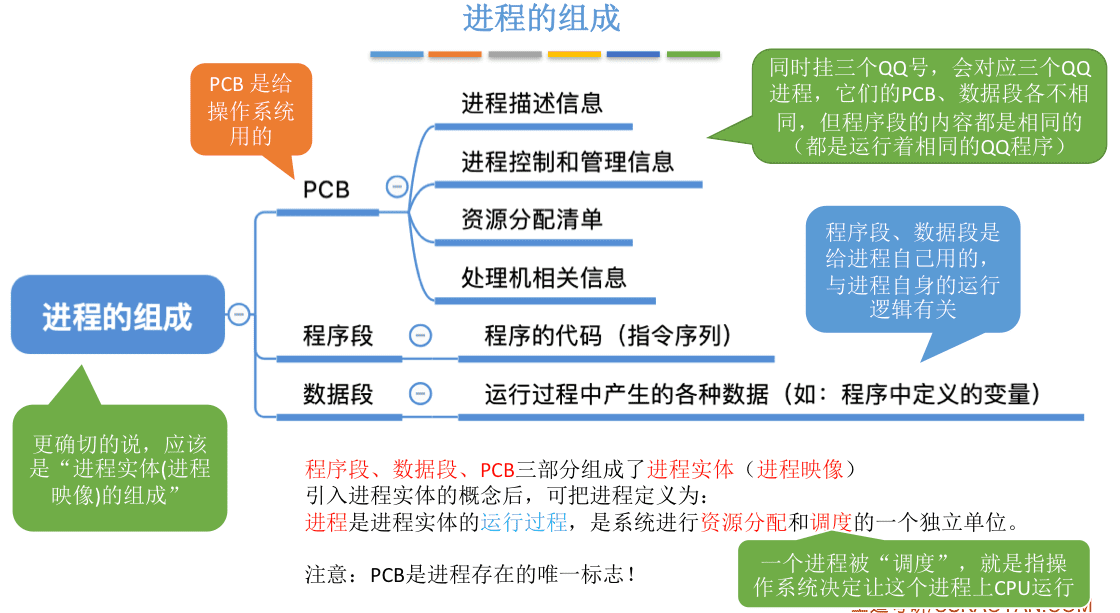 进程的组成
PCB 是给
操作系统
用的
同时挂三个QQ号，会对应三个QQ
进程，它们的PCB、数据段各不相
同，但程序段的内容都是相同的
（都是运行着相同的QQ程序）
进程描述信息
进程控制和管理信息
PCB
资源分配清单
处理机相关信息
程序段、数据段是
给进程自己用的，
与进程自身的运行
逻辑有关
进程的组成
程序段
程序的代码（指令序列）
数据段
运行过程中产生的各种数据（如：程序中定义的变量）
更确切的说，应该
是“进程实体(进程
映像)的组成”
程序段、数据段、PCB三部分组成了进程实体（进程映像）
引入进程实体的概念后，可把进程定义为：
进程是进程实体的运行过程，是系统进行资源分配和调度的一个独立单位。
注意：PCB是进程存在的唯一标志！
一个进程被“调度”，就是指操
作系统决定让这个进程上CPU运行